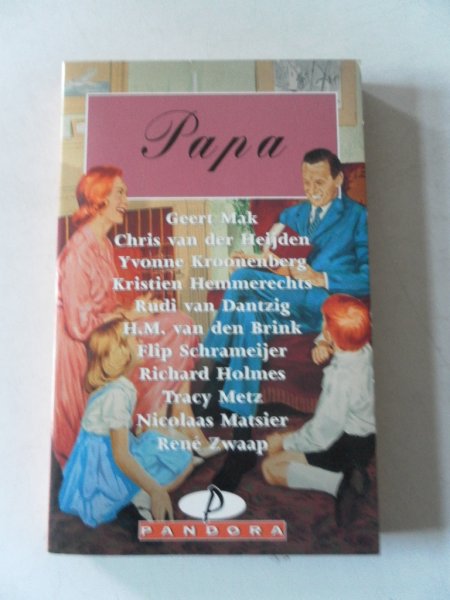 Papa
Geert Mak
Chris van der Heijden
Yvonne Kroonenberg
Kristien Hemmerechts
Rudi van Dantzig
H.M. van den Brink
Flip Schrameijer
Richard Holmes
Tracy Metz
Nicolaas Matsier
René Zwaap
P
PANDORA